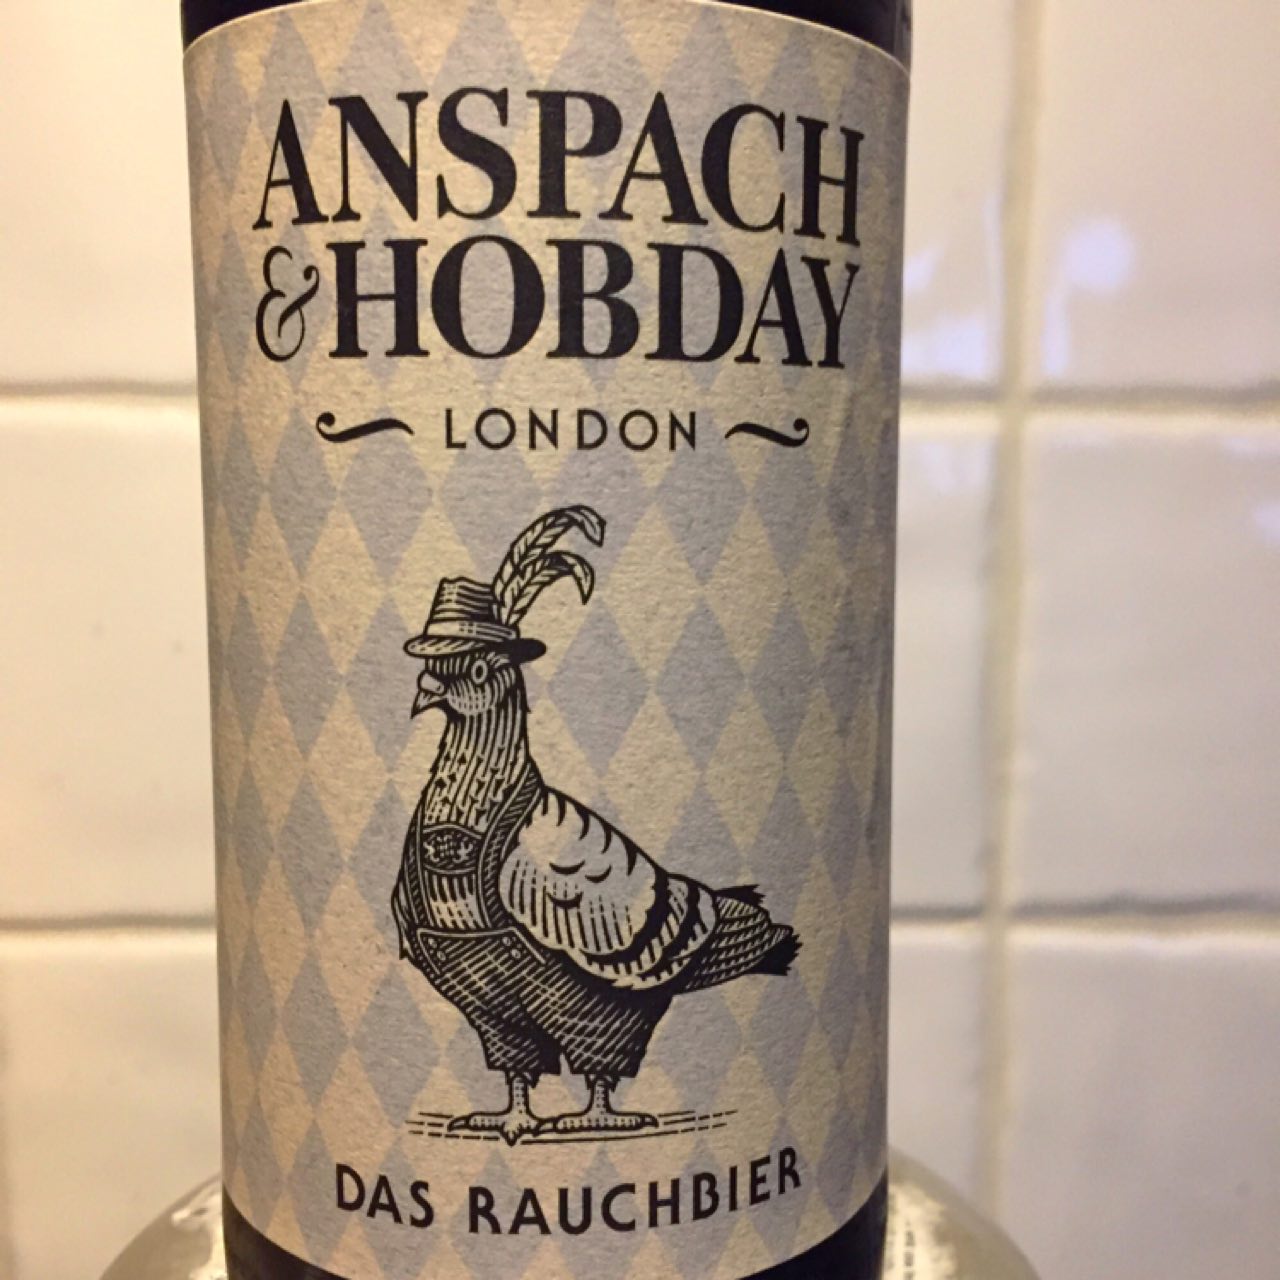 ANSPACH
& HOBDAY
LONDON
DAS RAUCHBIER